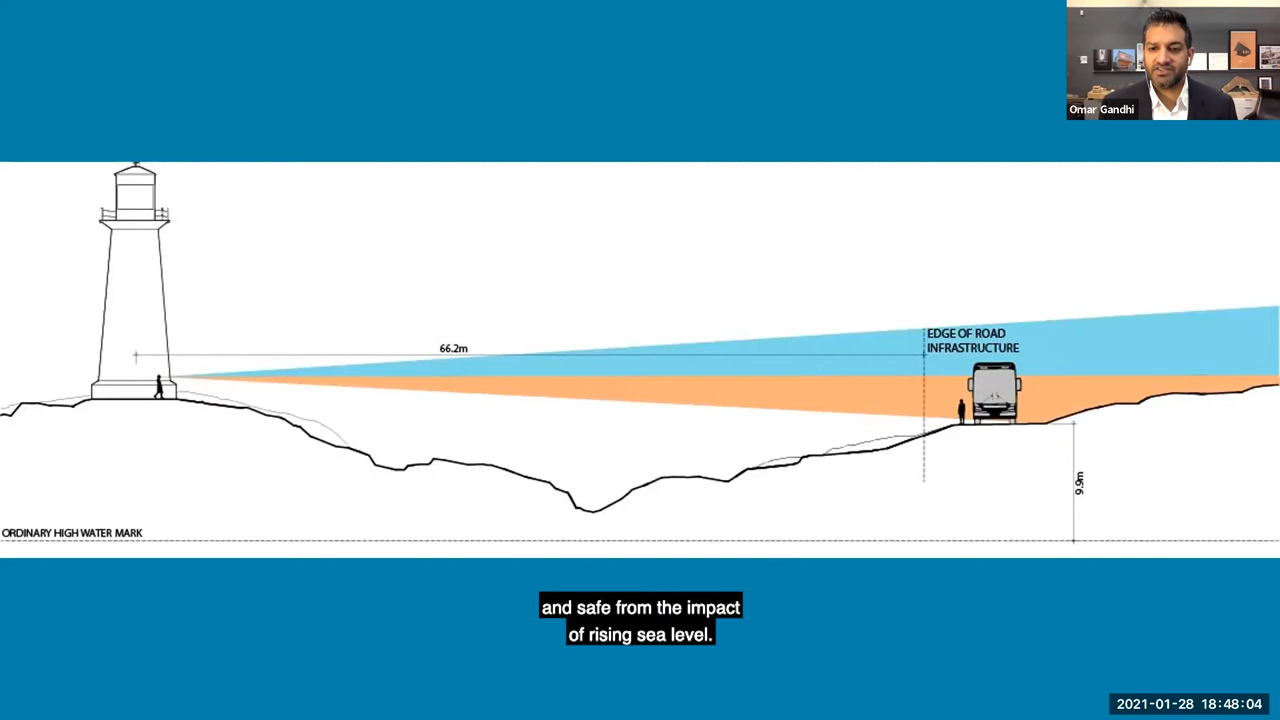 Omar Gandhi
EDGE OF ROAD
INFRASTRUCTURE
66.2m
9.9m
ORDINARY HIGH WATER MARK
and safe from the impact
of rising sea level.
2021-01-28 18:48:04